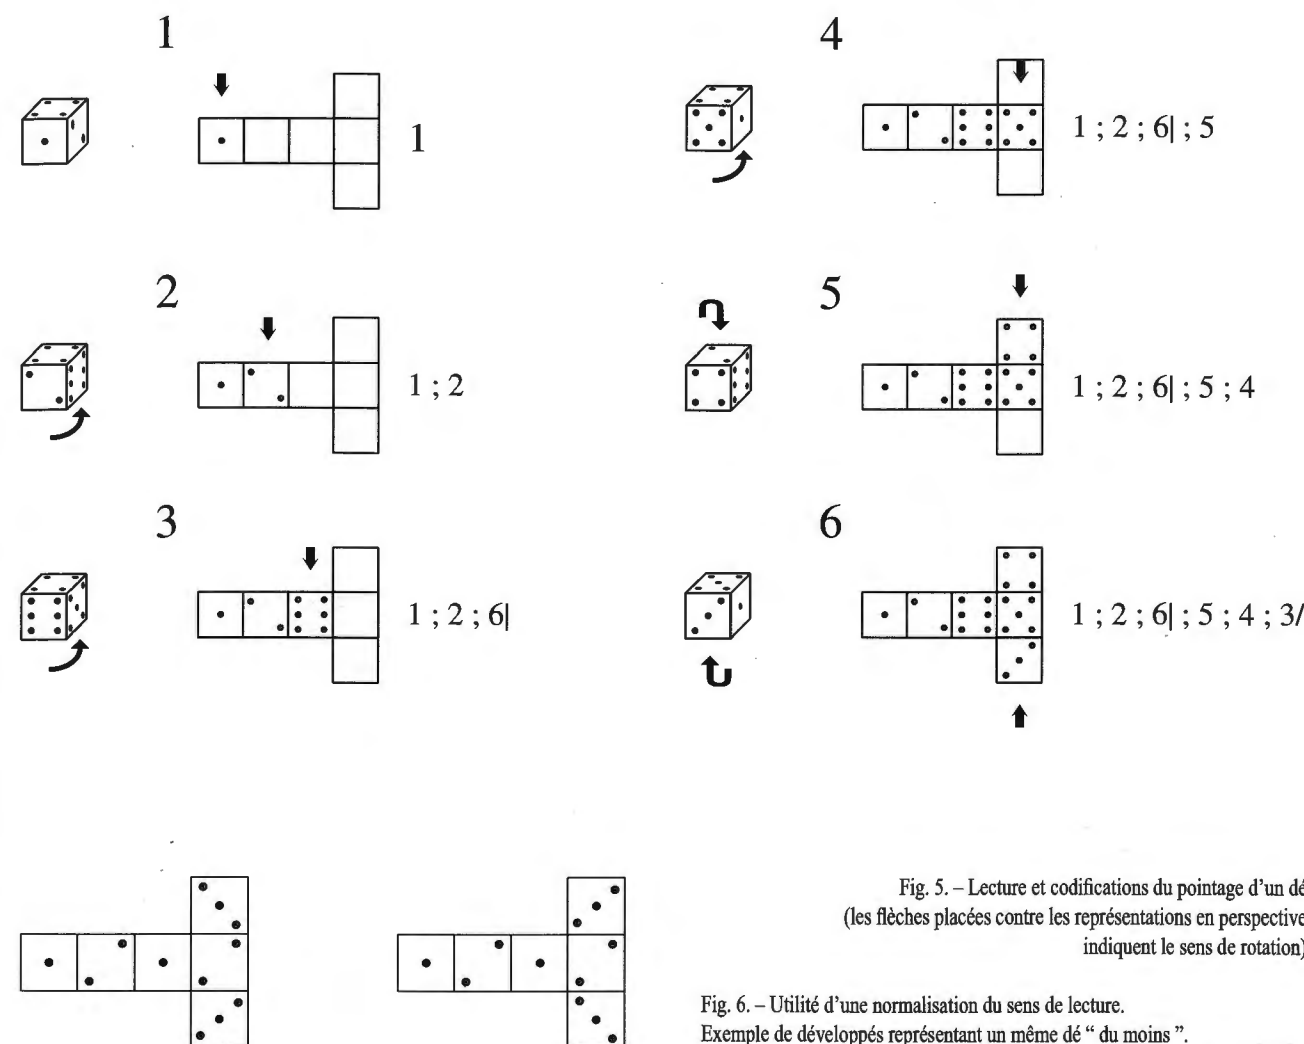 1
1
2
1 ; 2
3
1 ; 2 ; 6|
4
1 ; 2 ; 6| ; 5
5
1 ; 2 ; 6| ; 5 ; 4
6
1 ; 2 ; 6| ; 5 ; 4 ; 3/
Fig. 5. – Lecture et codifications du pointage d'un dé
(les flèches placées contre les représentations en perspective
indiquent le sens de rotation)
Fig. 6. – Utilité d'une normalisation du sens de lecture.
Exemple de développés représentant un même dé “ du moins ”.